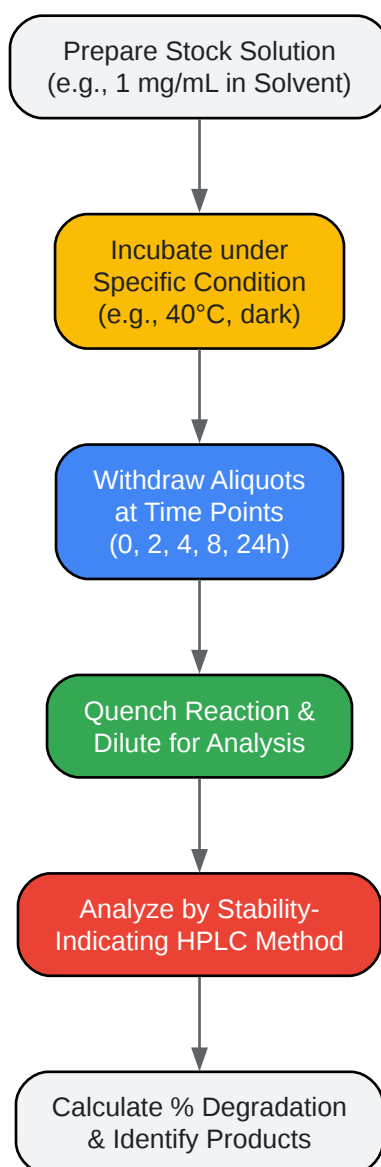 Prepare Stock Solution
(e.g., 1 mg/mL in Solvent)
Incubate under
Specific Condition
(e.g., 40°C, dark)
Withdraw Aliquots
at Time Points
(0, 2, 4, 8, 24h)
Quench Reaction &
Dilute for Analysis
Analyze by Stability-
Indicating HPLC Method
Calculate % Degradation
& Identify Products